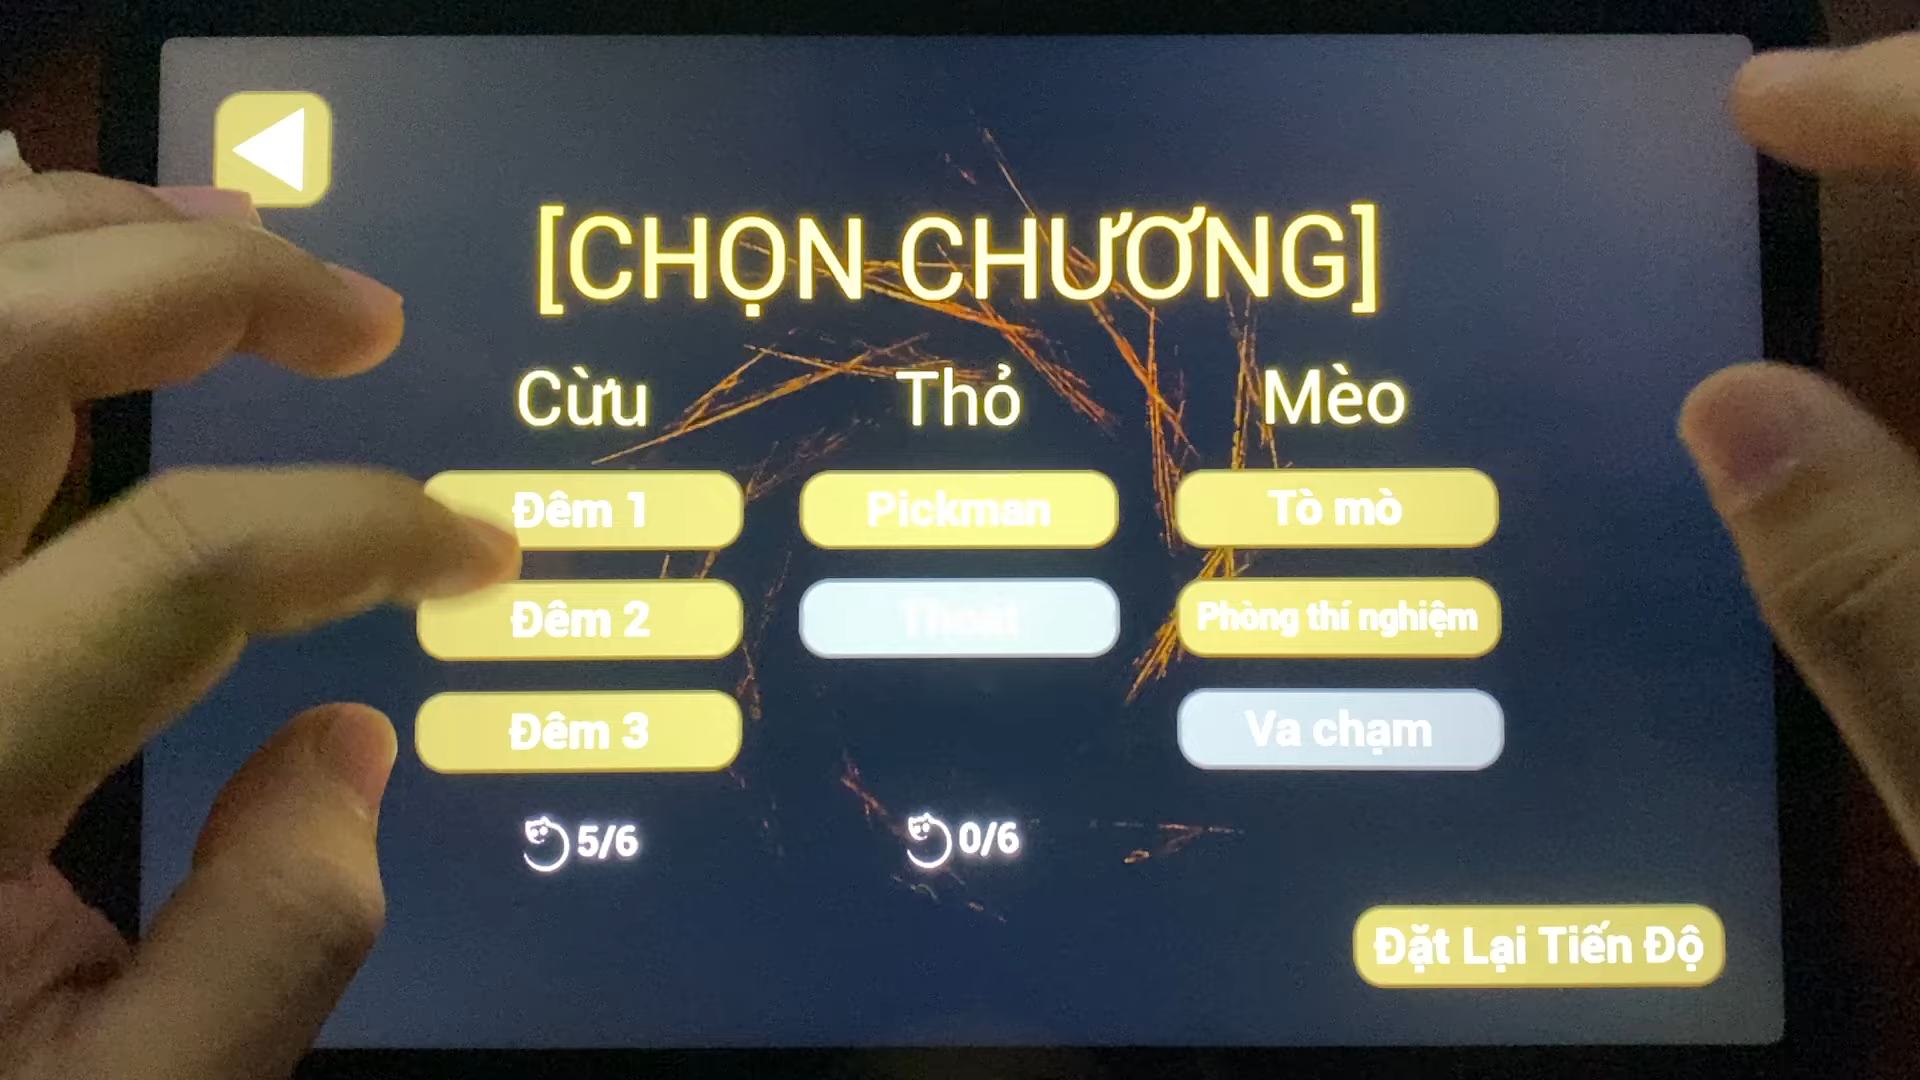 [CHỌN CHƯƠNG]
Cừu
Thỏ
Mèo
Đêm 1
Pickman
Tò mò
Đêm 2
Thoát
Phòng thí nghiệm
Đêm 3
Va chạm
5/6
0/6
Đặt Lại Tiến Độ